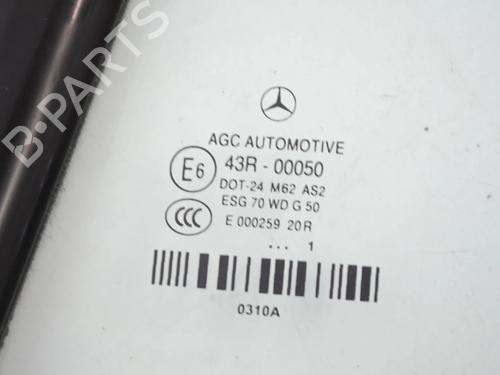 B-PARTS
AGC AUTOMOTIVE
E6 43R - 00050
DOT-24 M62 AS2
ESG 70 WD G 50
CCC E 000259 20R
... 1
0310A